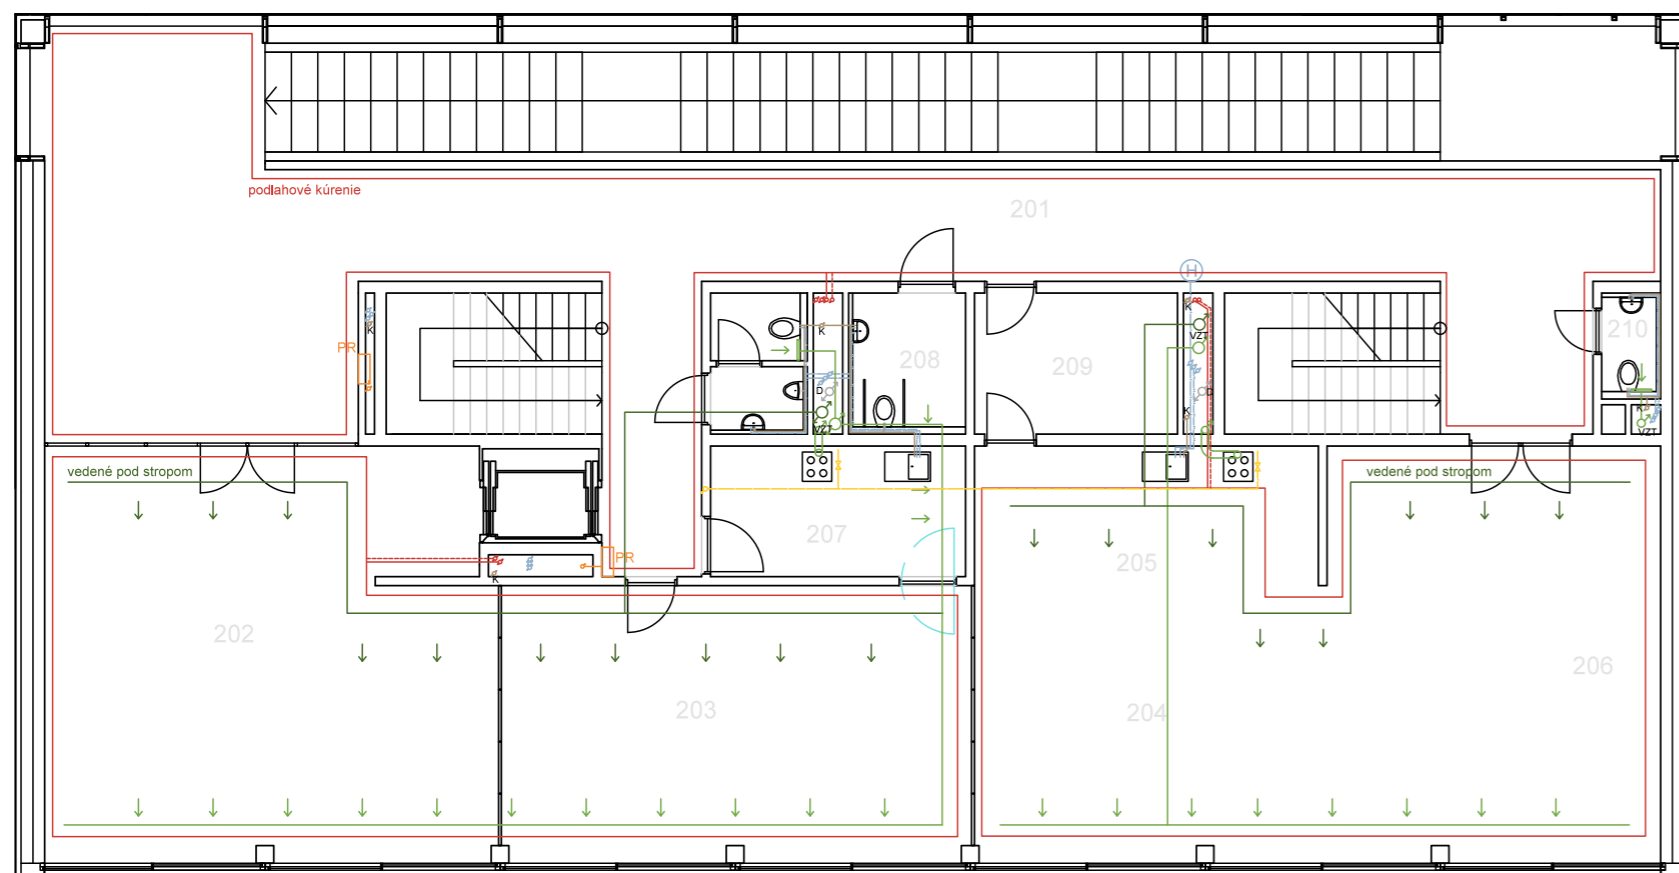 podlahové kúrenie
201
H
K
K
PR
VZT
K
208
209
210
D
D
K
VZT
K
VZT
vedené pod stropom
vedené pod stropom
207
PR
K
205
202
206
203
204